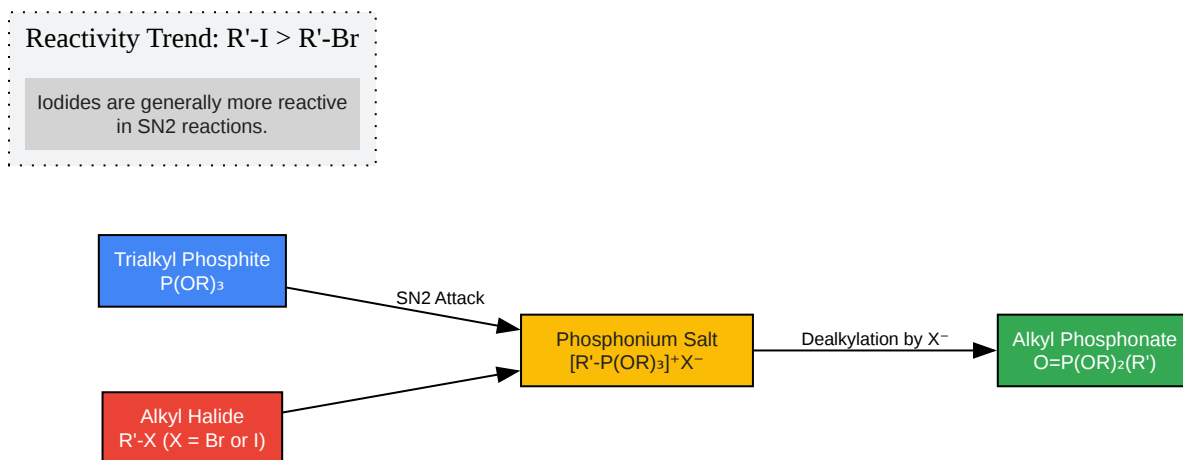 Reactivity Trend: R'-I > R'-Br
Iodides are generally more reactive
in SN2 reactions.
Trialkyl Phosphite
P(OR)₃
SN2 Attack
Alkyl Halide
R'-X (X = Br or I)
Phosphonium Salt
[R'-P(OR)₃]⁺X⁻
Dealkylation by X⁻
Alkyl Phosphonate
O=P(OR)₂(R')